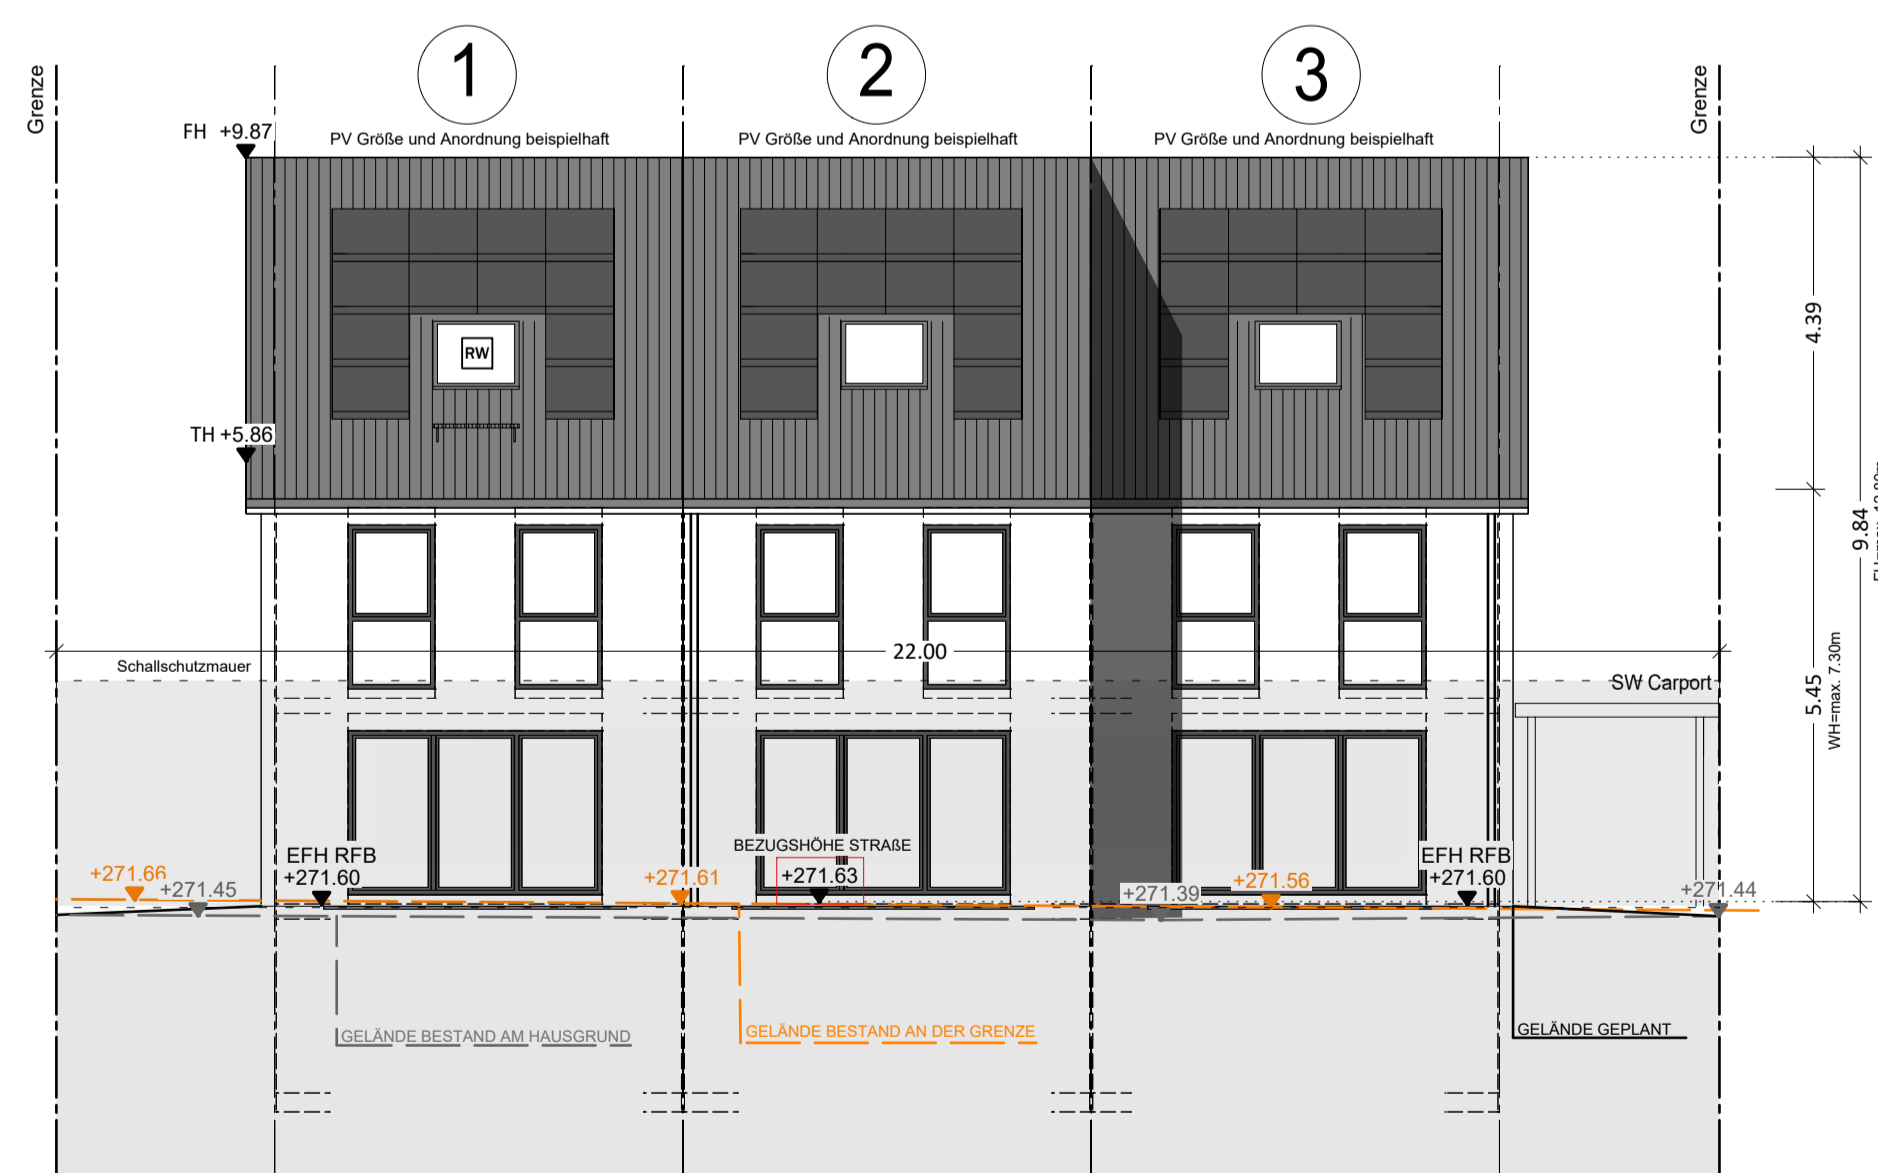 1
2
3
Grenze
Grenze
PV Größe und Anordnung beispielhaft
PV Größe und Anordnung beispielhaft
PV Größe und Anordnung beispielhaft
FH +9.87
RW
TH +5.86
4.39
9.84
5.45
WH=max. 7.30m
22.00
Schallschutzmauer
SW Carport
BEZUGSHÖHE STRAßE
+271.63
EFH RFB
+271.60
EFH RFB
+271.60
+271.66
+271.45
+271.61
+271.39
+271.56
+271.44
GELÄNDE BESTAND AM HAUSGRUND
GELÄNDE BESTAND AN DER GRENZE
GELÄNDE GEPLANT